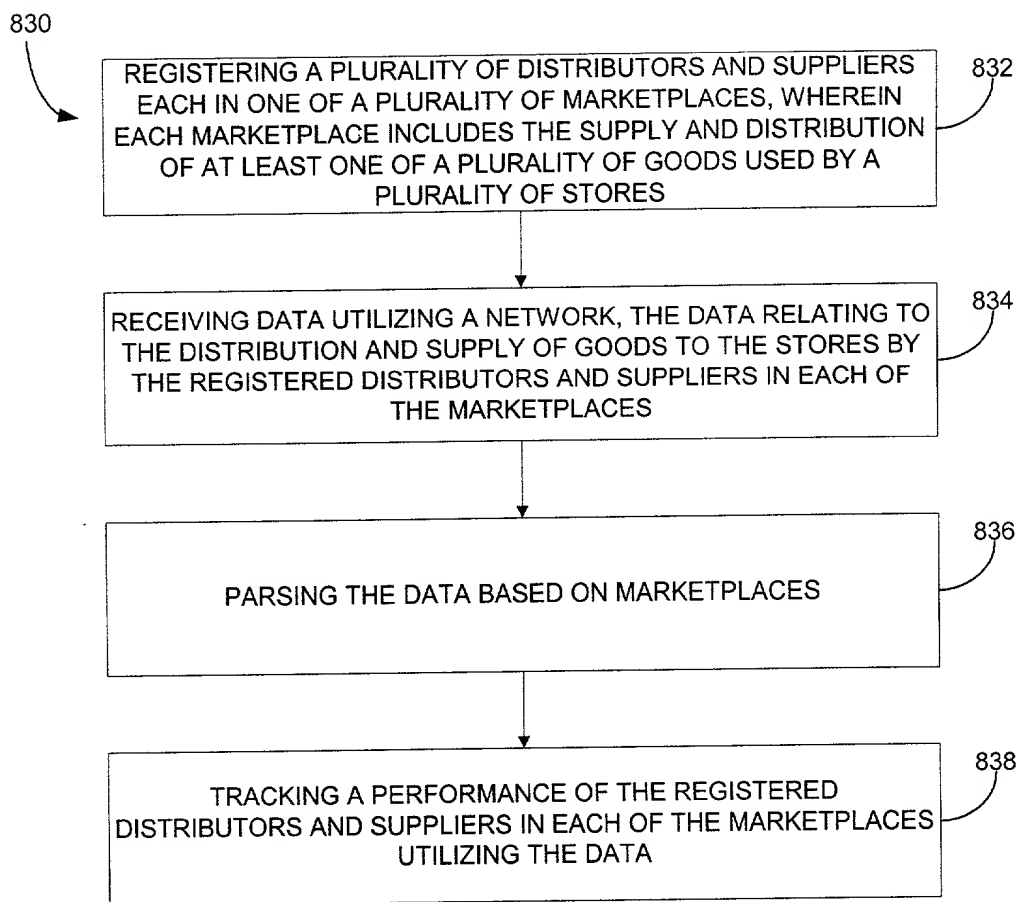 830
REGISTERING A PLURALITY OF DISTRIBUTORS AND SUPPLIERS
EACH IN ONE OF A PLURALITY OF MARKETPLACES, WHEREIN
EACH MARKETPLACE INCLUDES THE SUPPLY AND DISTRIBUTION
OF AT LEAST ONE OF A PLURALITY OF GOODS USED BY A
PLURALITY OF STORES
832
RECEIVING DATA UTILIZING A NETWORK, THE DATA RELATING TO
THE DISTRIBUTION AND SUPPLY OF GOODS TO THE STORES BY
THE REGISTERED DISTRIBUTORS AND SUPPLIERS IN EACH OF
THE MARKETPLACES
834
PARSING THE DATA BASED ON MARKETPLACES
836
TRACKING A PERFORMANCE OF THE REGISTERED
DISTRIBUTORS AND SUPPLIERS IN EACH OF THE MARKETPLACES
UTILIZING THE DATA
838